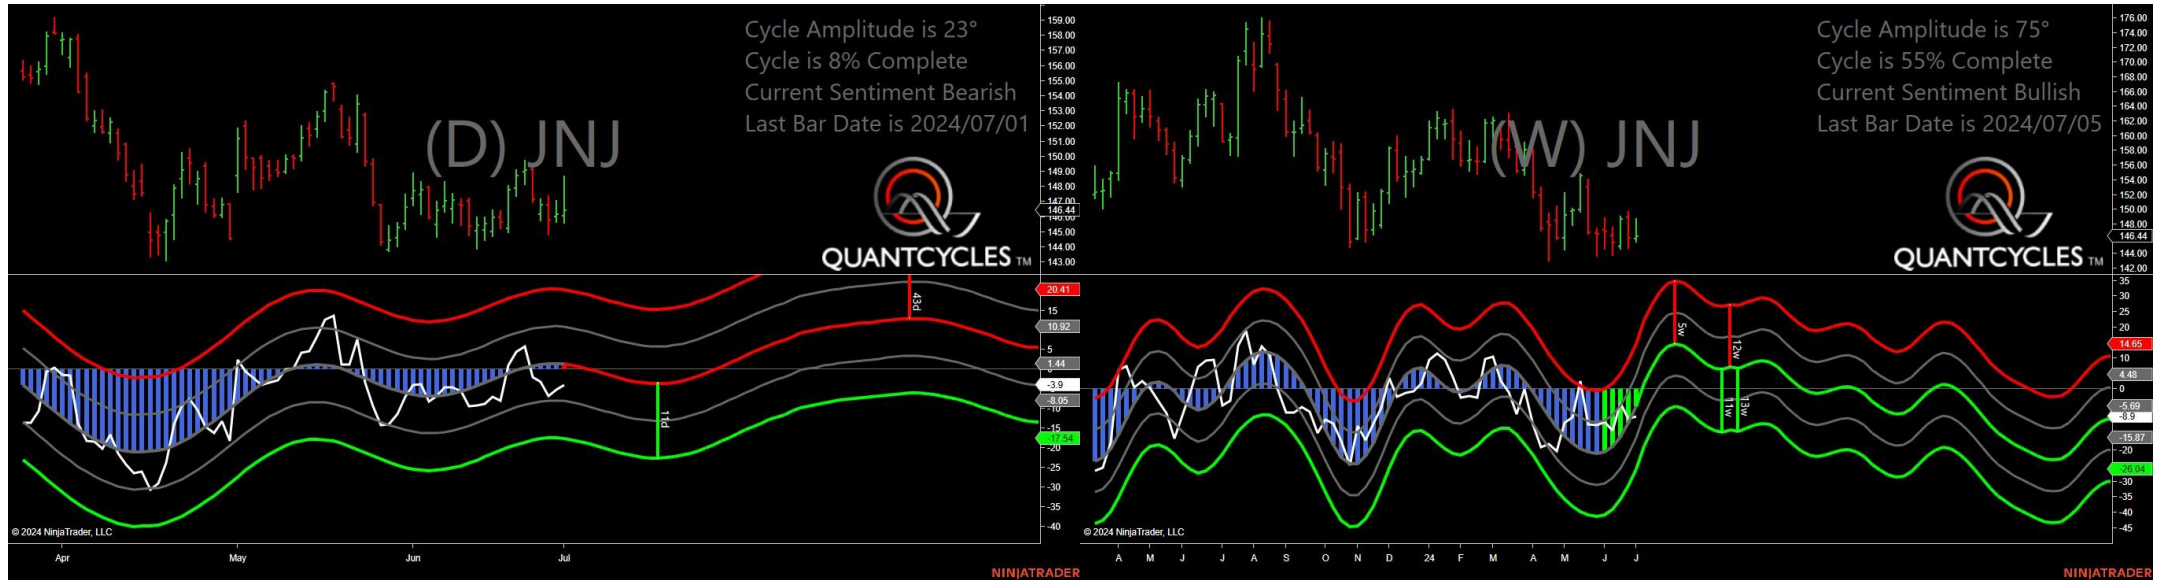 Cycle Amplitude is 23°
Cycle is 8% Complete
Current Sentiment Bearish
Last Bar Date is 2024/07/01
(D) JNJ
QUANTCYCLES TM
159.00
158.00
157.00
156.00
155.00
154.00
153.00
152.00
151.00
150.00
149.00
148.00
147.00
146.44
146.00
145.00
144.00
143.00
43d
11d
20.41
15
10.92
5
1.44
-3.9
-8.05
-10
-15
-17.54
-20
-25
-30
-35
-40
© 2024 NinjaTrader, LLC
Apr
May
Jun
Jul
NINJATRADER
Cycle Amplitude is 75°
Cycle is 55% Complete
Current Sentiment Bullish
Last Bar Date is 2024/07/05
(W) JNJ
QUANTCYCLES TM
176.00
174.00
172.00
170.00
168.00
166.00
164.00
162.00
160.00
158.00
156.00
154.00
152.00
150.00
148.00
146.44
144.00
142.00
5w
12w
11w
13w
35
30
25
20
14.65
10
4.48
0
-5.69
-8.9
-15.87
-20
-26.04
-30
-35
-40
-45
© 2024 NinjaTrader, LLC
A
M
J
J
A
S
O
N
D
24
F
M
A
M
J
J
NINJATRADER